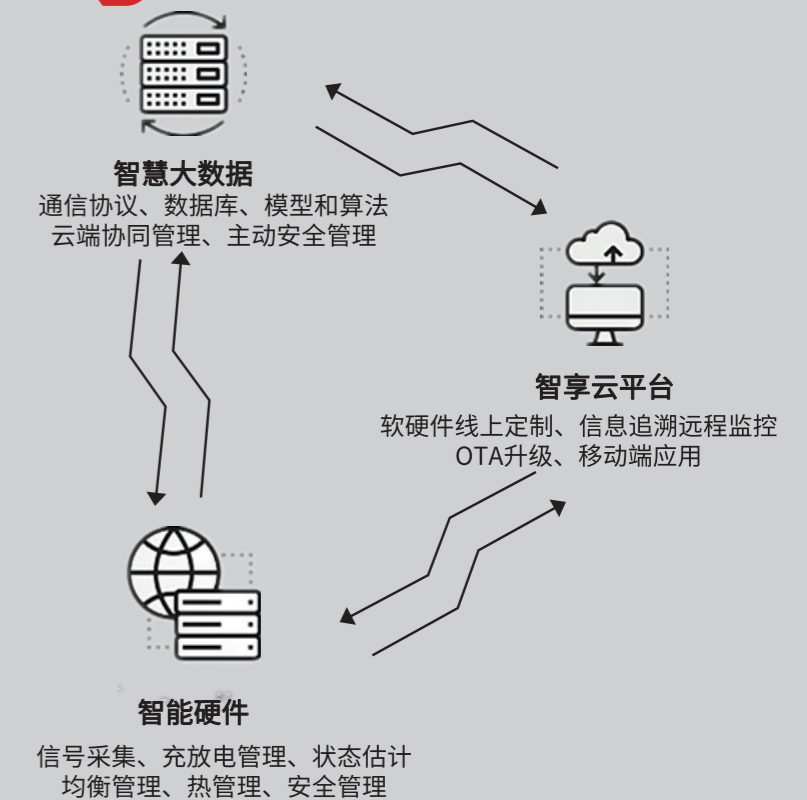 智慧大数据
通信协议、数据库、模型和算法
云端协同管理、主动安全管理
智享云平台
软硬件线上定制、信息追溯远程监控
OTA升级、移动端应用
智能硬件
信号采集、充放电管理、状态估计
均衡管理、热管理、安全管理